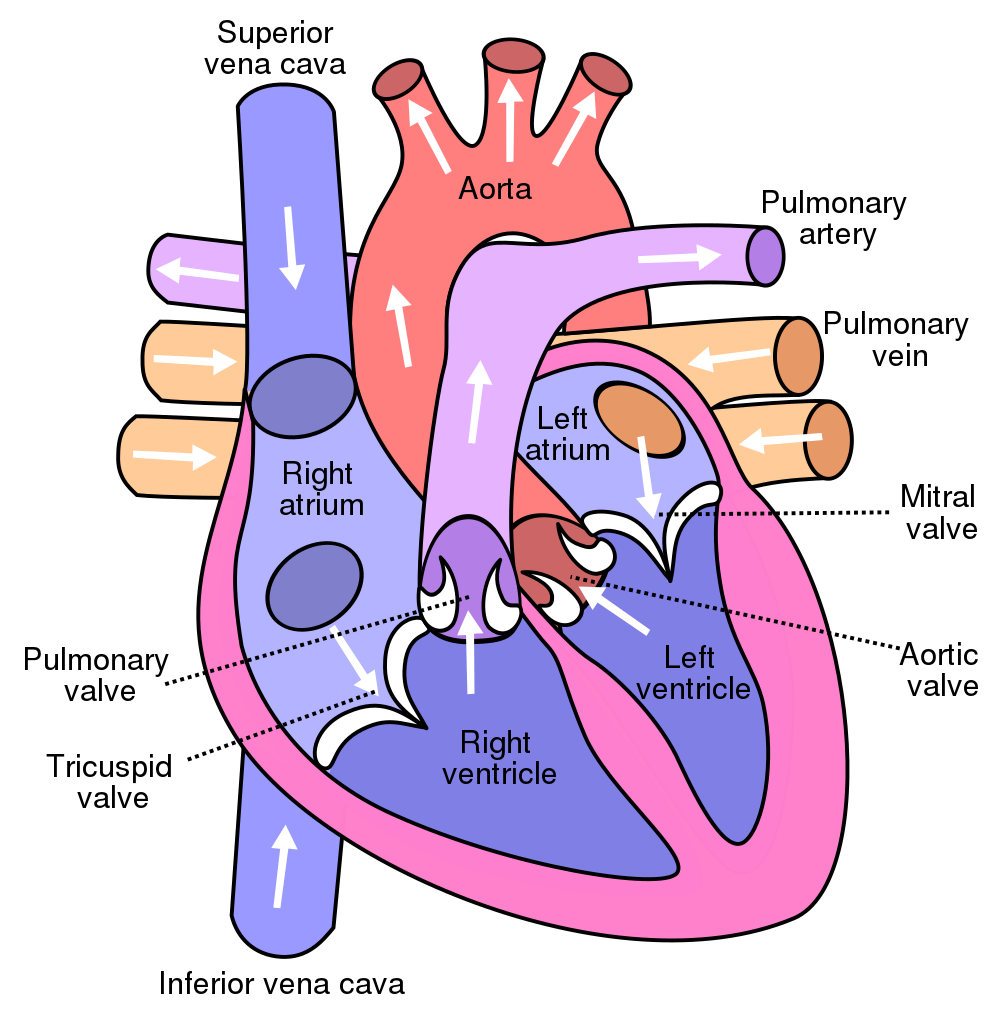 Superior
vena cava
Aorta
Pulmonary
artery
Pulmonary
vein
Left
atrium
Right
atrium
Mitral
valve
Pulmonary
valve
Left
ventricle
Aortic
valve
Tricuspid
valve
Right
ventricle
Inferior vena cava